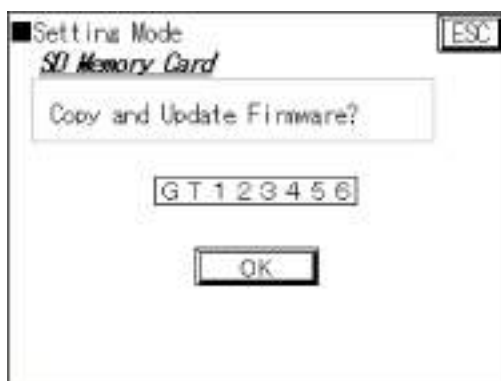 ■Setting Mode
ESC
SD Memory Card
Copy and Update Firmware?
GT123456
OK